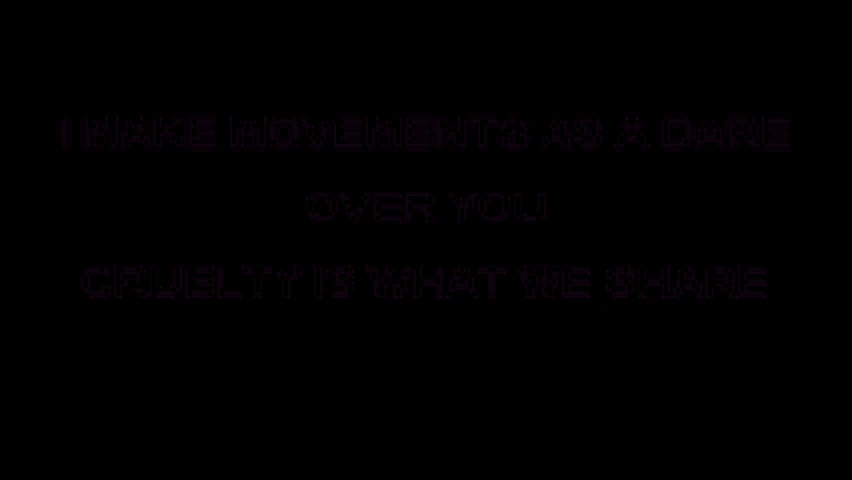 I MAKE MOVEMENTS AS A DARE
OVER YOU
CRUELTY IS WHAT WE SHARE